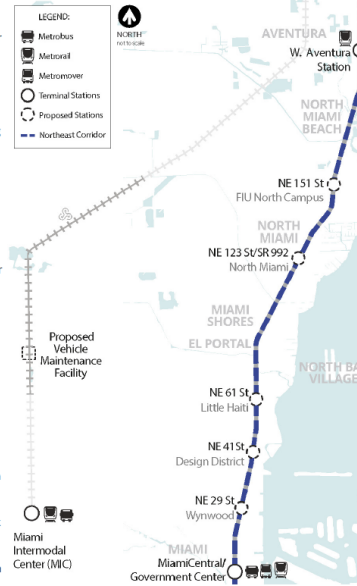 LEGEND:
Metrobus
Metrorail
Metromover
Terminal Stations
Proposed Stations
Northeast Corridor
NORTH
not to scale
AVENTURA
W. Aventura
Station
NORTH
MIAMI
BEACH
NE 151 St
FIU North Campus
NORTH
MIAMI
NE 123 St/SR 992
North Miami
MIAMI
SHORES
EL PORTAL
Proposed
Vehicle
Maintenance
Facility
NORTH BA
VILLAGE
NE 61 St
Little Haiti
NE 41 St
Design District
NE 29 St
Wynwood
Miami
Intermodal
Center (MIC)
MIAMI
MiamiCentral/
Government Center